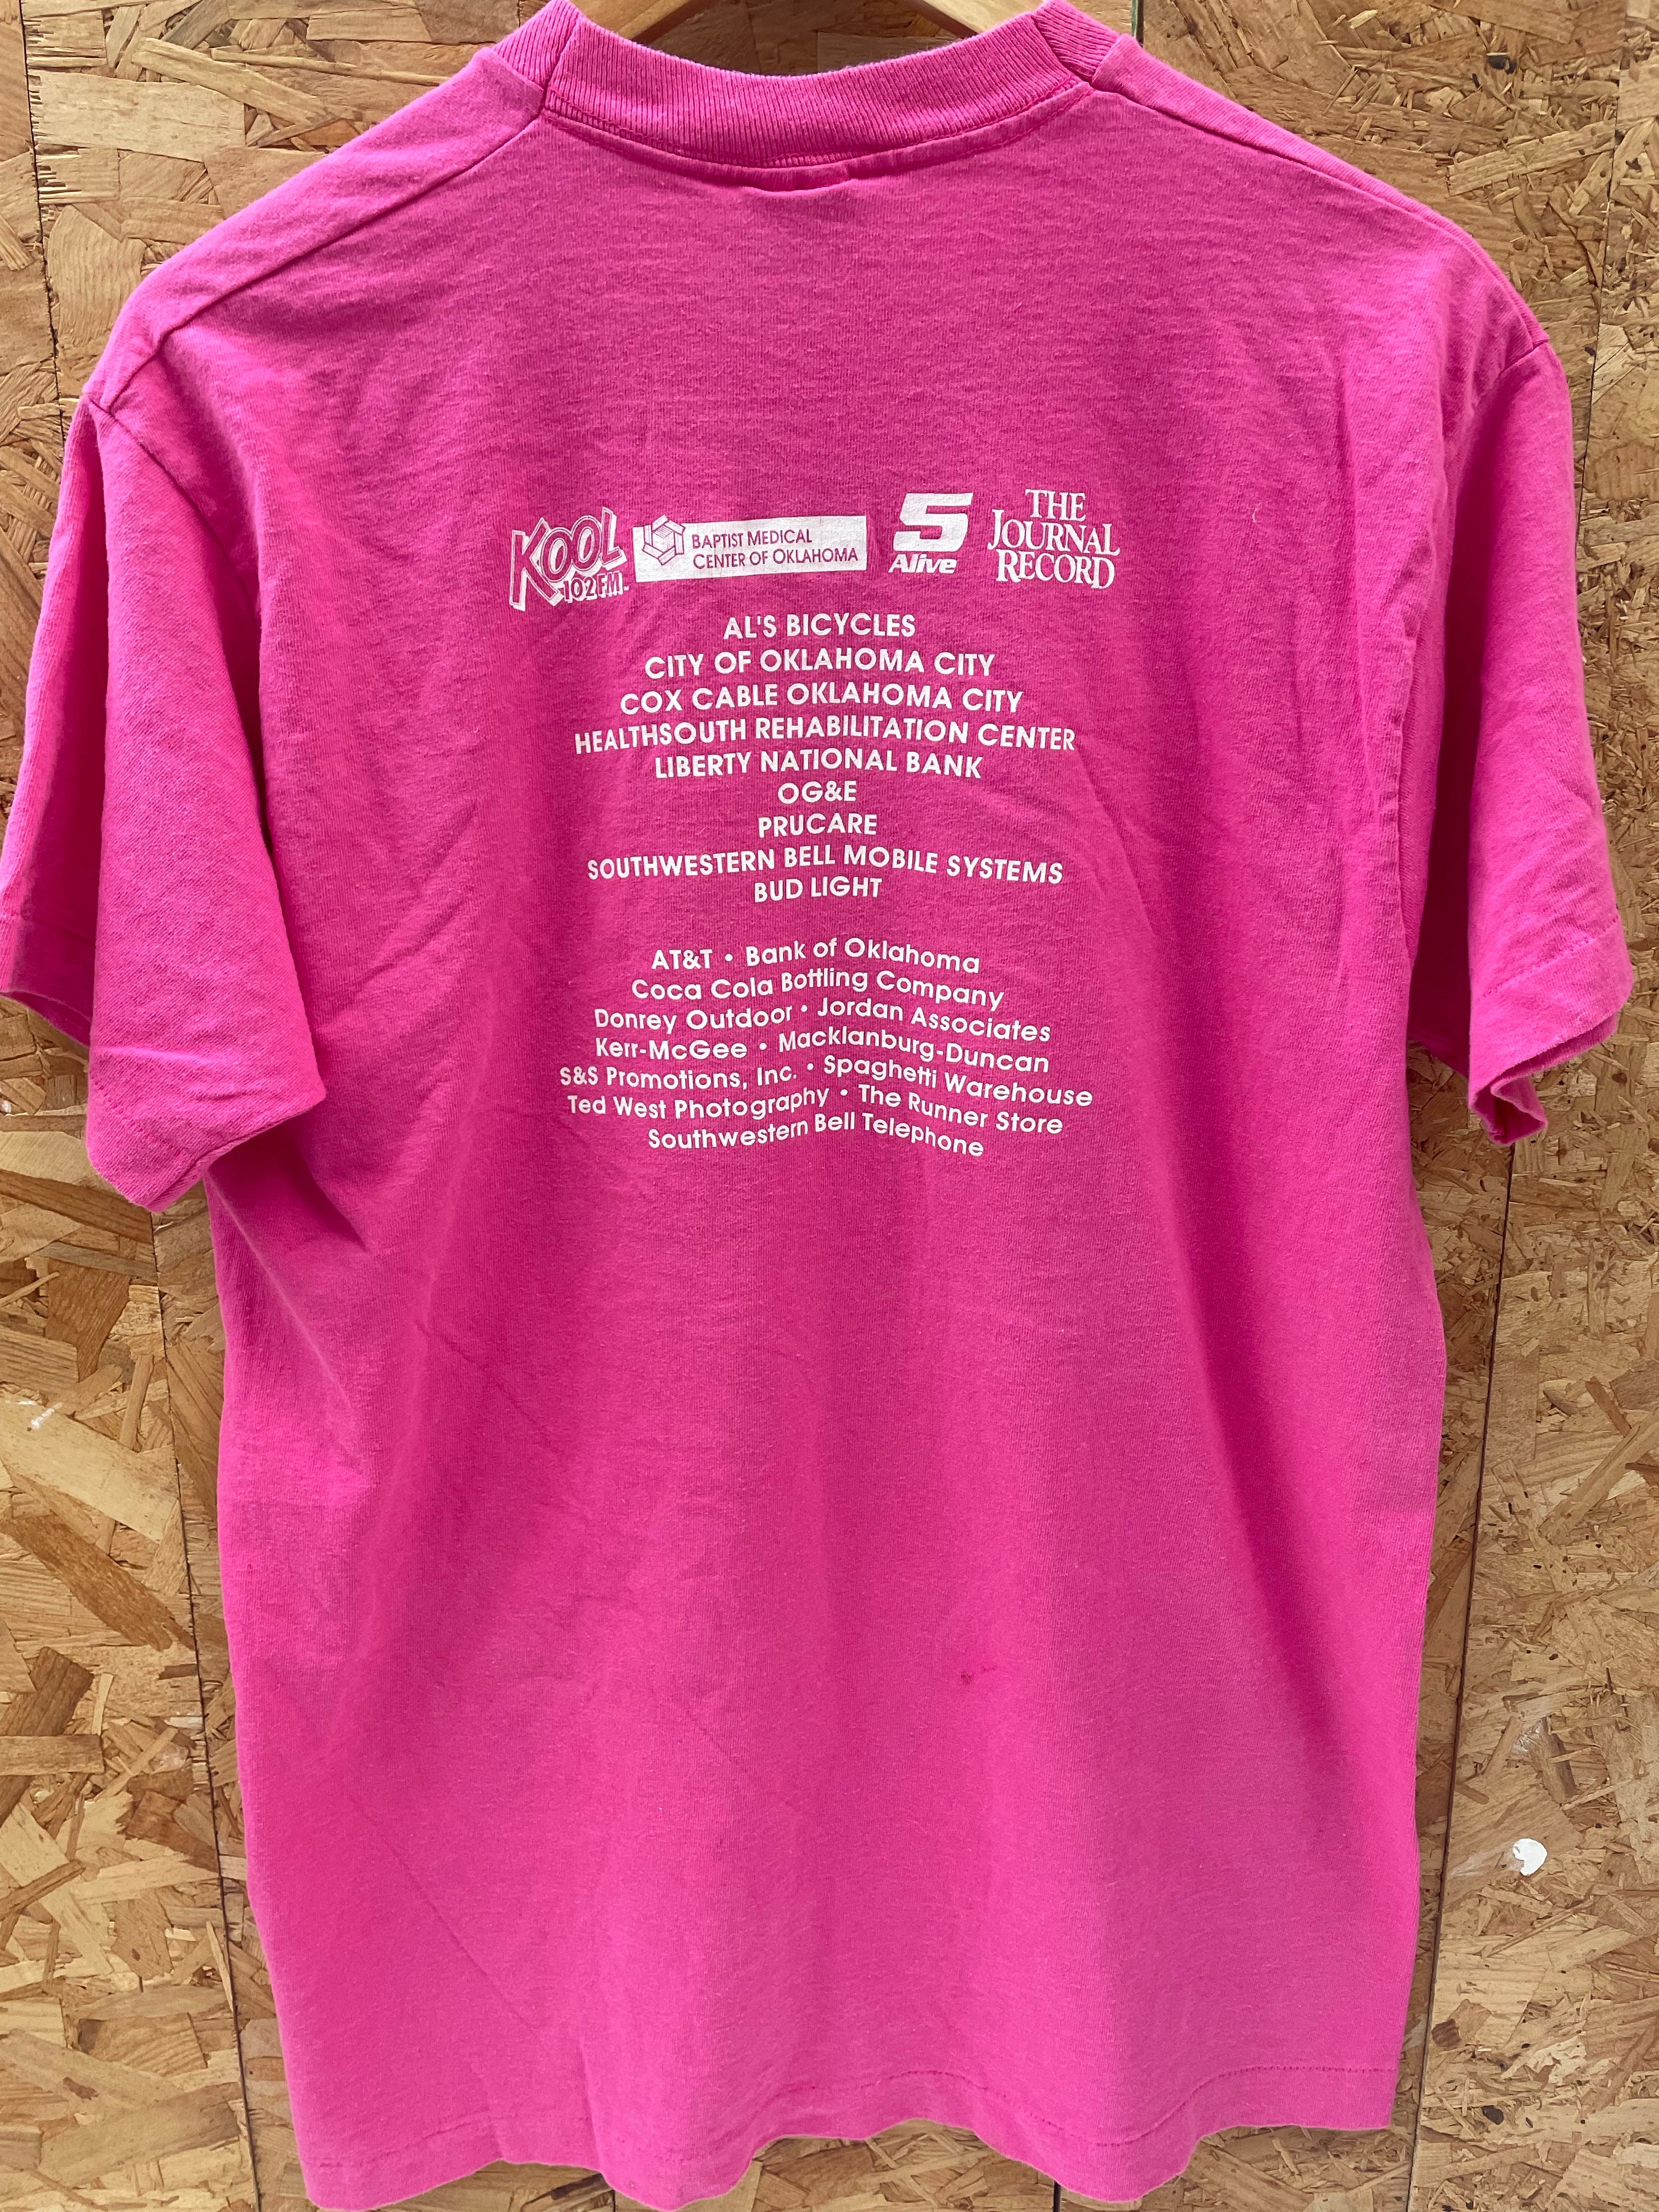 KOOL
102FM
BAPTIST MEDICAL
CENTER OF OKLAHOMA
5
Alive
THE
JOURNAL
RECORD
AL'S BICYCLES
CITY OF OKLAHOMA CITY
COX CABLE OKLAHOMA CITY
HEALTHSOUTH REHABILITATION CENTER
LIBERTY NATIONAL BANK
OG&E
PRUCARE
SOUTHWESTERN BELL MOBILE SYSTEMS
BUD LIGHT
AT&T • Bank of Oklahoma
Coca Cola Bottling Company
Donrey Outdoor • Jordan Associates
Kerr-McGee • Macklanburg-Duncan
S&S Promotions, Inc. • Spaghetti Warehouse
Ted West Photography • The Runner Store
Southwestern Bell Telephone